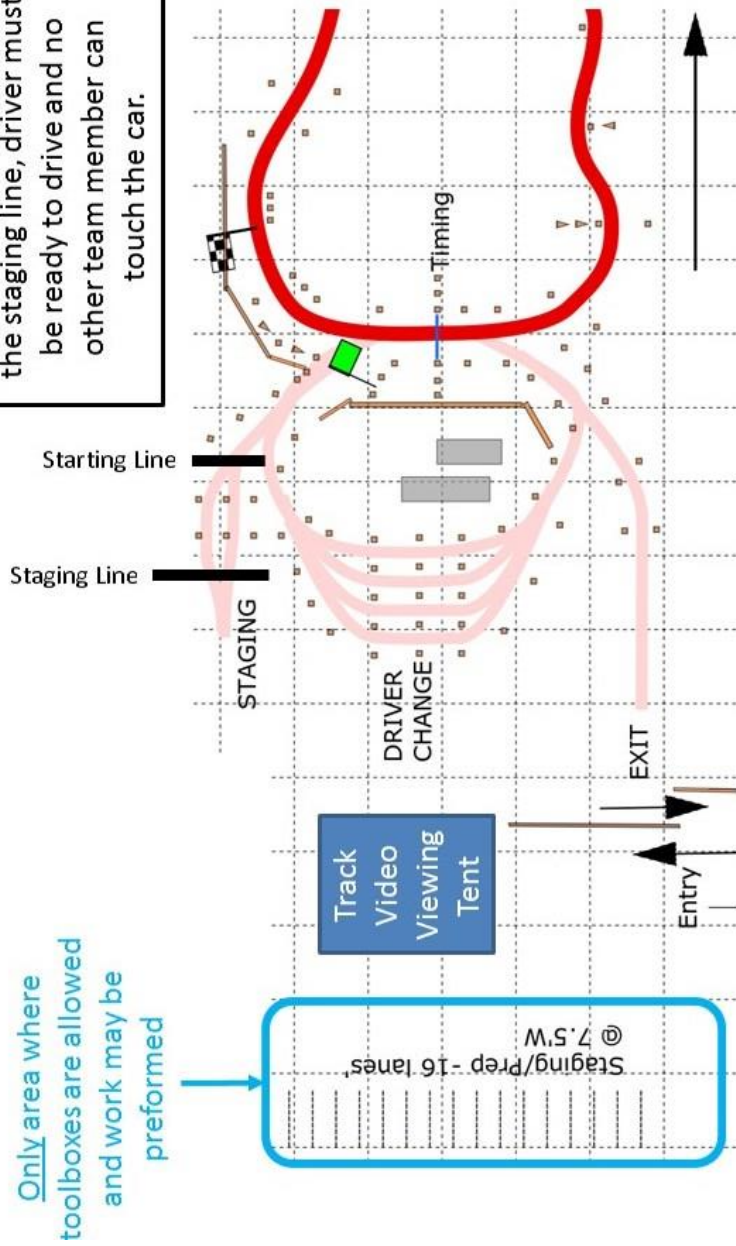 the staging line, driver must
be ready to drive and no
other team member can
touch the car.
Timing
Starting Line
Staging Line
STAGING
DRIVER
CHANGE
EXIT
Track
Video
Viewing
Tent
Entry
Only area where
toolboxes are allowed
and work may be
preformed
Staging/Prep - 16 lanes'
@ 7.5'W